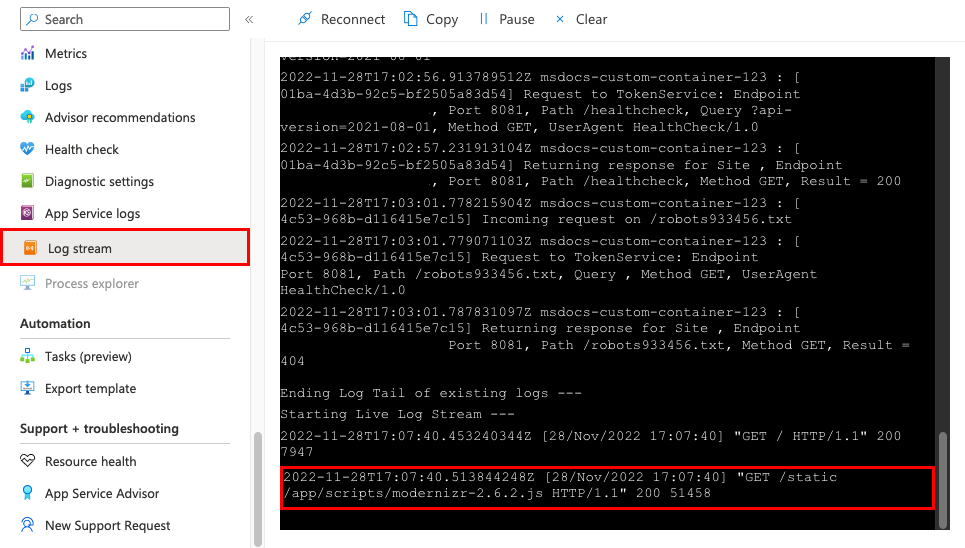 Search
«
Reconnect
Copy
Pause
Clear
Metrics
Logs
Advisor recommendations
Health check
Diagnostic settings
App Service logs
Log stream
Process explorer
Automation
Tasks (preview)
Export template
Support + troubleshooting
Resource health
App Service Advisor
New Support Request
version=2021-08-01
2022-11-28T17:02:56.913789512Z msdocs-custom-container-123 : [
01ba-4d3b-92c5-bf2505a83d54] Request to TokenService: Endpoint
, Port 8081, Path /healthcheck, Query ?api-
version=2021-08-01, Method GET, UserAgent HealthCheck/1.0
2022-11-28T17:02:57.231913104Z msdocs-custom-container-123 : [
01ba-4d3b-92c5-bf2505a83d54] Returning response for Site , Endpoint
, Port 8081, Path /healthcheck, Method GET, Result = 200
2022-11-28T17:03:01.778215904Z msdocs-custom-container-123 : [
4c53-968b-d116415e7c15] Incoming request on /robots933456.txt
2022-11-28T17:03:01.779071103Z msdocs-custom-container-123 : [
4c53-968b-d116415e7c15] Request to TokenService: Endpoint
Port 8081, Path /robots933456.txt, Query , Method GET, UserAgent
HealthCheck/1.0
2022-11-28T17:03:01.787831097Z msdocs-custom-container-123 : [
4c53-968b-d116415e7c15] Returning response for Site , Endpoint
Port 8081, Path /robots933456.txt, Method GET, Result =
404
Ending Log Tail of existing logs ---
Starting Live Log Stream ---
2022-11-28T17:07:40.453240344Z [28/Nov/2022 17:07:40] "GET / HTTP/1.1" 200
7947
2022-11-28T17:07:40.513844248Z [28/Nov/2022 17:07:40] "GET /static
/app/scripts/modernizr-2.6.2.js HTTP/1.1" 200 51458